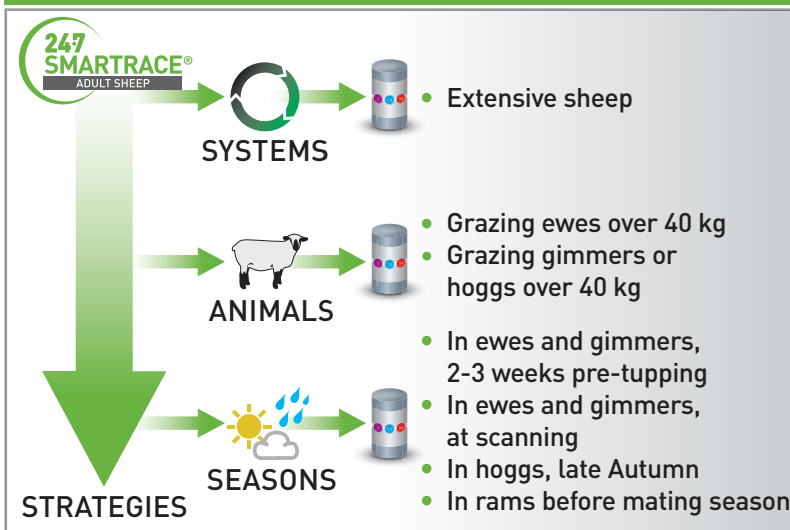 24·7
SMARTRACE®
ADULT SHEEP
SYSTEMS
• Extensive sheep
ANIMALS
• Grazing ewes over 40 kg
• Grazing gimmers or
hoggs over 40 kg
SEASONS
• In ewes and gimmers,
2-3 weeks pre-tupping
• In ewes and gimmers,
at scanning
• In hoggs, late Autumn
• In rams before mating season
STRATEGIES